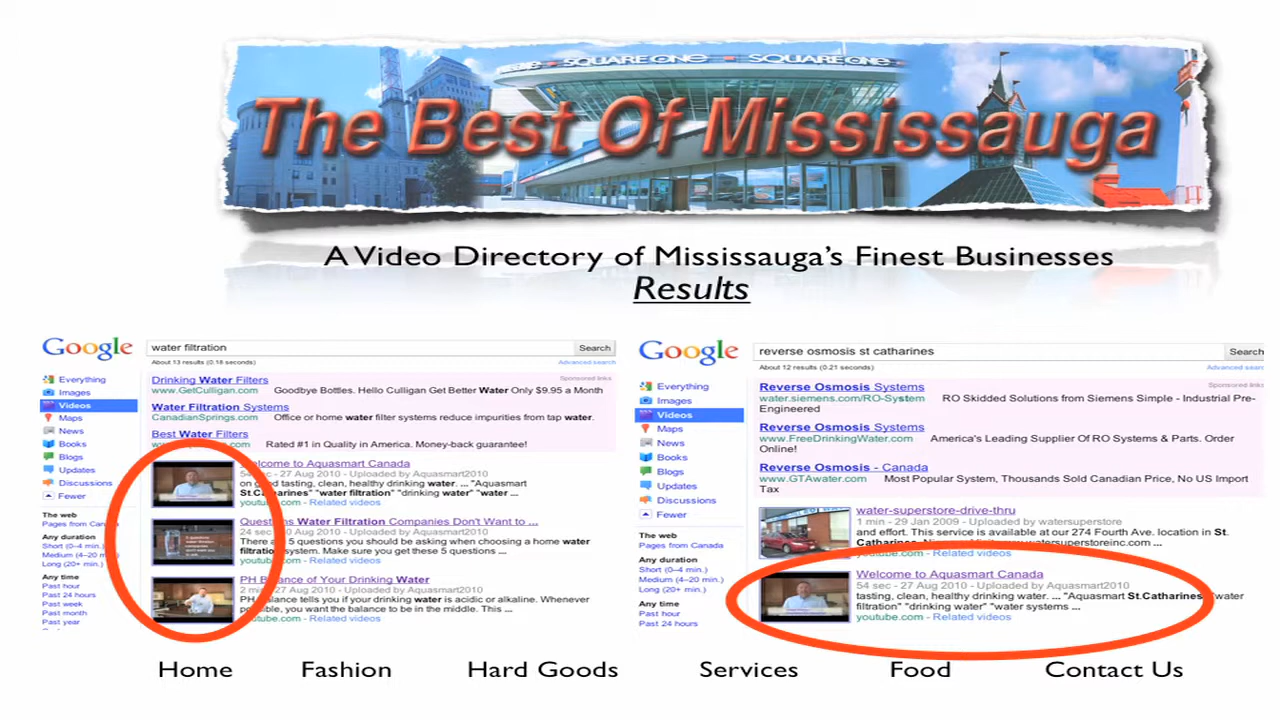 SQUARE ONE SQUARE ONE
The Best Of Mississauga
A Video Directory of Mississauga's Finest Businesses
Results
Google
water filtration
Search
About 13 results (0.18 seconds)
Advanced search
Everything
Images
Videos
Maps
News
Books
Blogs
Updates
Discussions
Fewer
The web
Pages from
Any duration
Short (0–4 min.)
Medium (4–20
Long (20+ min.)
Any time
Past hour
Past 24 hours
Past week
Past month
Past year
Drinking Water Filters
Sponsored links
www.GetCulligan.com Goodbye Bottles. Hello Culligan Get Better Water Only $9.95 a Month
Water Filtration Systems
CanadianSprings.com Office or home water filter systems reduce impurities from tap water.
Best Water Filters
Rated #1 in Quality in America. Money-back guarantee!
Welcome to Aquasmart Canada
54 sec - 27 Aug 2010 - Uploaded by Aquasmart2010
on good tasting, clean, healthy drinking water. ... "Aquasmart
St.Catharines" "water filtration" "drinking water" "water ...
youtube.com - Related videos
Questions Water Filtration Companies Don't Want to ...
24 sec - 27 Aug 2010 - Uploaded by Aquasmart2010
There are 5 questions you should be asking when choosing a home water
filtration system. Make sure you get these 5 questions ...
youtube.com - Related videos
PH Balance of Your Drinking Water
2 min - 27 Aug 2010 - Uploaded by Aquasmart2010
PH balance tells you if your drinking water is acidic or alkaline. Whenever
possible, you want the balance to be in the middle. This ...
youtube.com - Related videos
Google
reverse osmosis st catharines
Search
About 12 results (0.21 seconds)
Advanced sear
Everything
Images
Videos
Maps
News
Books
Blogs
Updates
Discussions
Fewer
The web
Pages from Canada
Any duration
Short (0–4 min.)
Medium (4–20 min.)
Long (20+ min.)
Any time
Past hour
Past 24 hours
Reverse Osmosis Systems
Sponsored links
water.siemens.com/RO-System RO Skidded Solutions from Siemens Simple - Industrial Pre-
Engineered
Reverse Osmosis Systems
www.FreeDrinkingWater.com America's Leading Supplier Of RO Systems & Parts. Order
Online!
Reverse Osmosis - Canada
www.GTAwater.com Most Popular System, Thousands Sold Canadian Price, No US Import
Tax
water-superstore-drive-thru
1 min - 29 Jan 2009 - Uploaded by watersuperstore
and effort. This service is available at our 274 Fourth Ave. location in St.
Catharines. watersuperstoreinc.com ...
youtube.com - Related videos
Welcome to Aquasmart Canada
54 sec - 27 Aug 2010 - Uploaded by Aquasmart2010
tasting, clean, healthy drinking water. ... "Aquasmart St.Catharines" "water
filtration" "drinking water" "water systems ...
youtube.com - Related videos
Home Fashion Hard Goods Services Food Contact Us